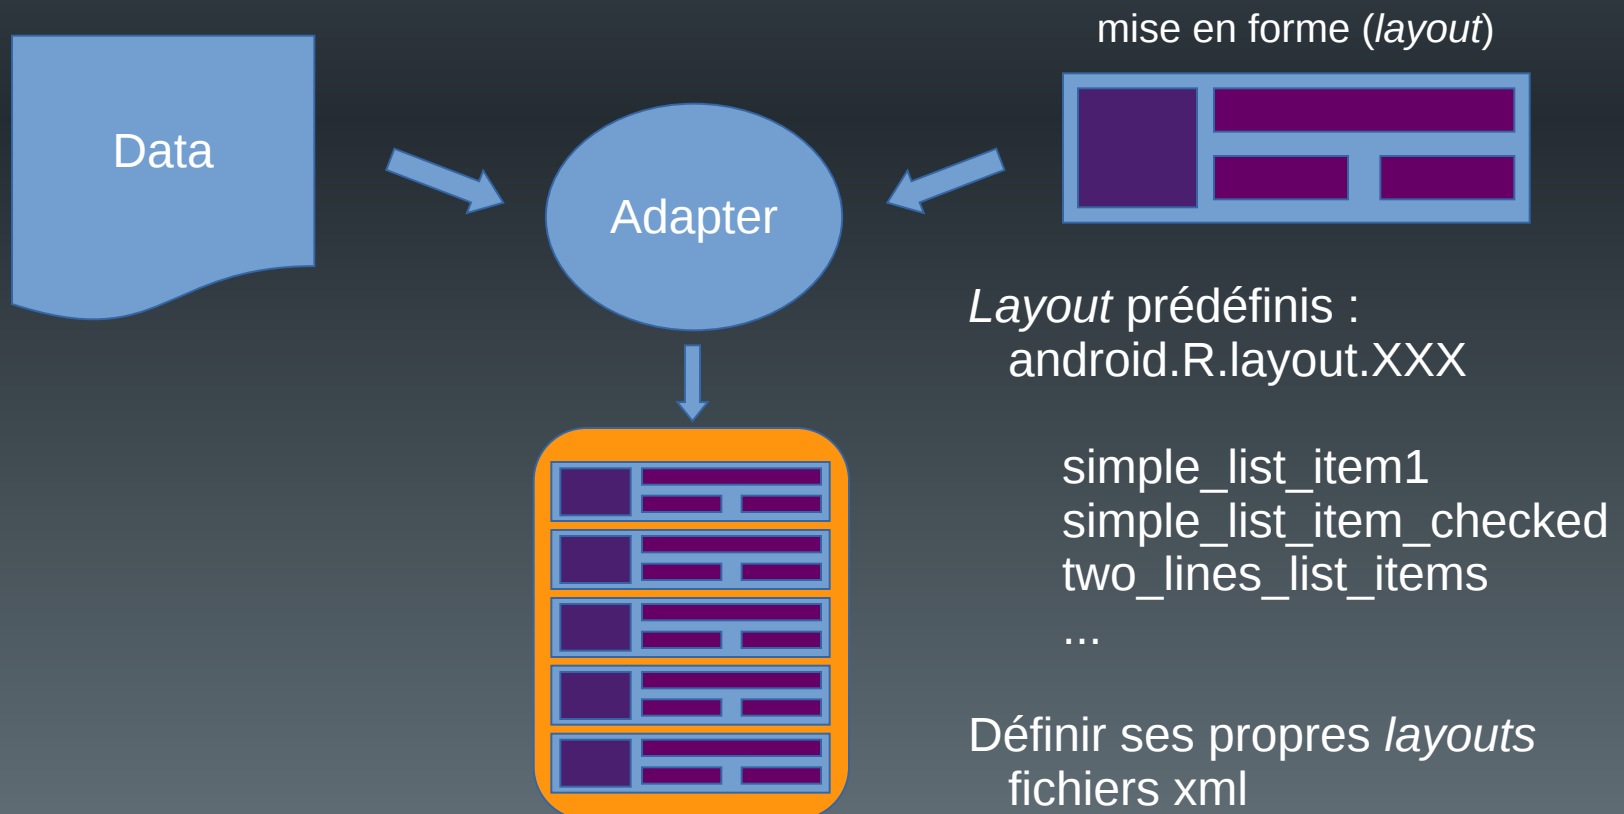 mise en forme (layout)
Data
Adapter
Layout prédéfinis :
android.R.layout.XXX
simple_list_item1
simple_list_item_checked
two_lines_list_items
...
Définir ses propres layouts
fichiers xml